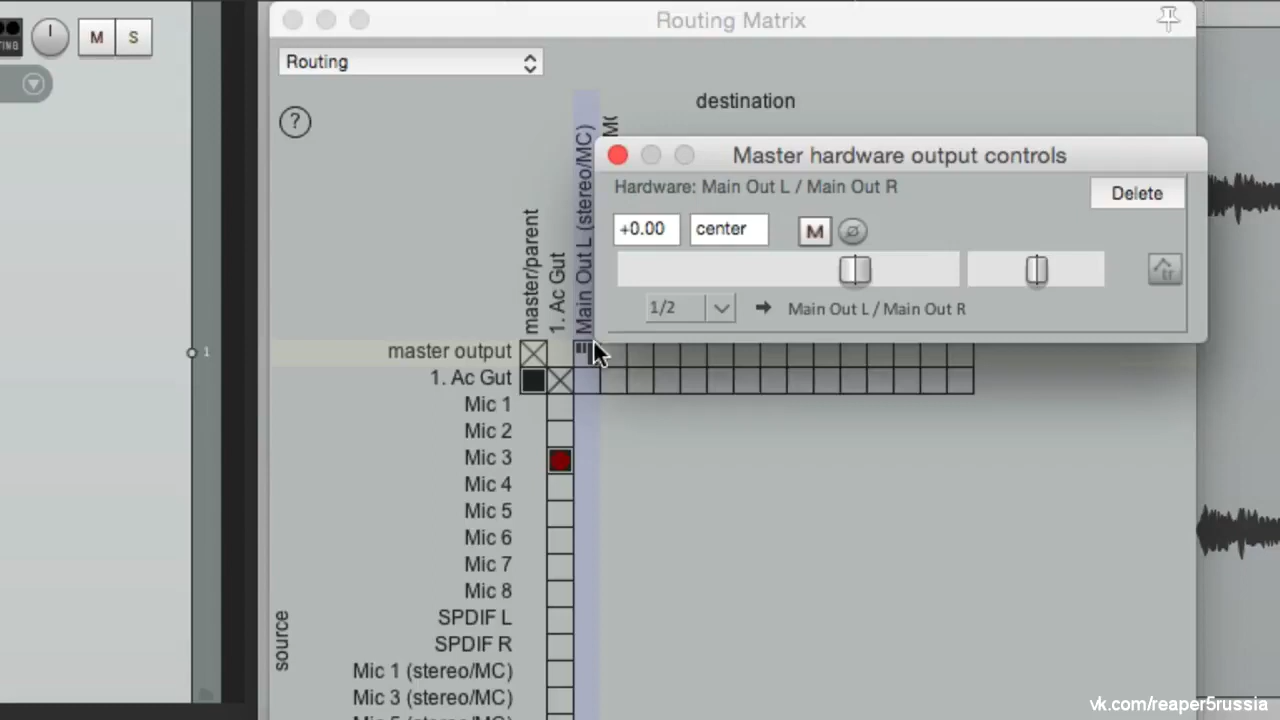 Routing Matrix
M S
Routing
destination
?
master/parent
1. Ac Gut
Main Out L (stereo/MC)
Master hardware output controls
Hardware: Main Out L / Main Out R
Delete
+0.00 center M
1/2 Main Out L / Main Out R
1
master output
1. Ac Gut
Mic 1
Mic 2
Mic 3
Mic 4
Mic 5
Mic 6
Mic 7
Mic 8
SPDIF L
SPDIF R
source
Mic 1 (stereo/MC)
Mic 3 (stereo/MC)
vk.com/reaper5russia